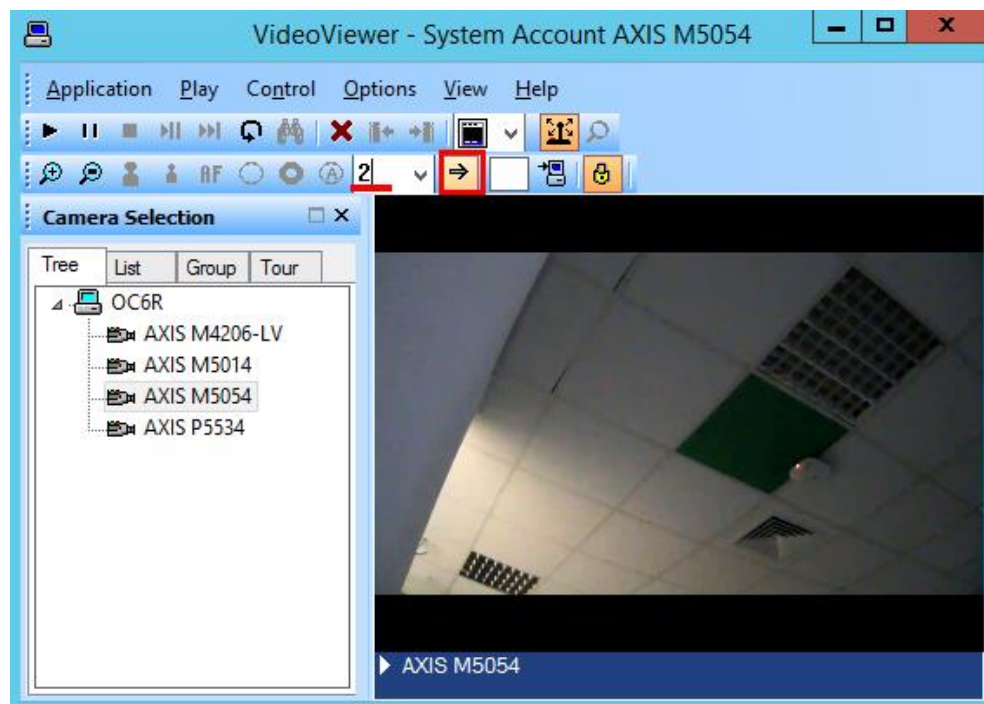 VideoViewer - System Account AXIS M5054
Application Play Control Options View Help
AF A 2
Camera Selection
Tree List Group Tour
OC6R
AXIS M4206-LV
AXIS M5014
AXIS M5054
AXIS P5534
AXIS M5054